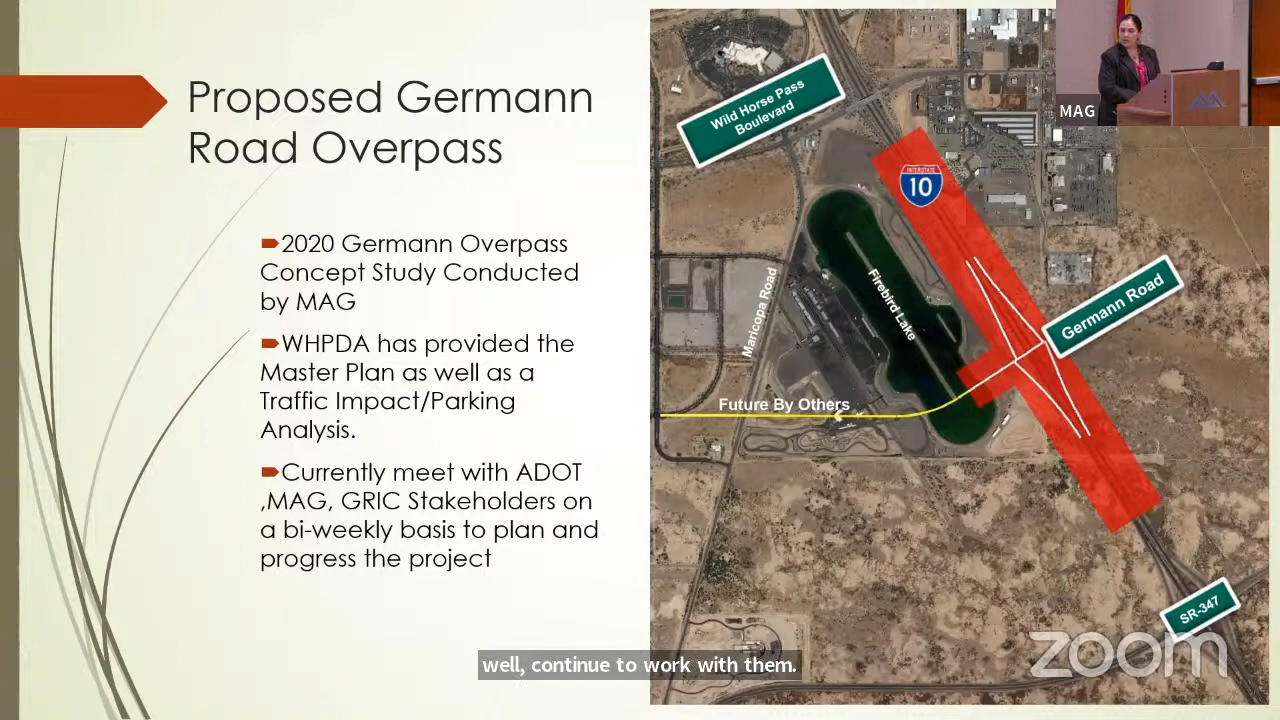 Proposed Germann
Road Overpass
2020 Germann Overpass
Concept Study Conducted
by MAG
WHPDA has provided the
Master Plan as well as a
Traffic Impact/Parking
Analysis.
Currently meet with ADOT
,MAG, GRIC Stakeholders on
a bi-weekly basis to plan and
progress the project
Wild Horse Pass
Boulevard
INTERSTATE
10
MAG
Maricopa Road
Firebird Lake
Germann Road
Future By Others
SR-347
zoom
well, continue to work with them.